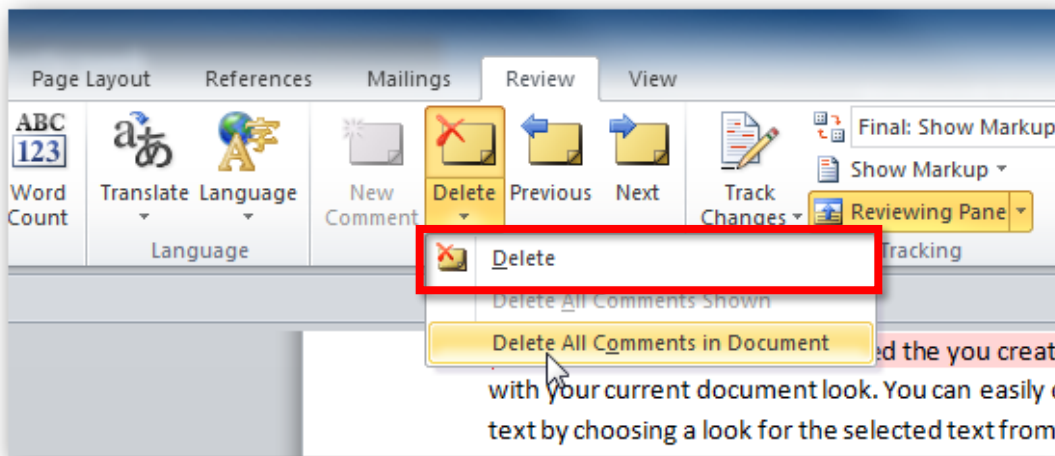 Page Layout References Mailings Review View
ABC
123
あ
字
A
Final: Show Markup
Show Markup
Word Translate Language New Delete Previous Next Track
Count Comment Changes Reviewing Pane
Language Tracking
Delete
Delete All Comments Shown
Delete All Comments in Document
ed the you creat
with your current document look. You can easily
text by choosing a look for the selected text from